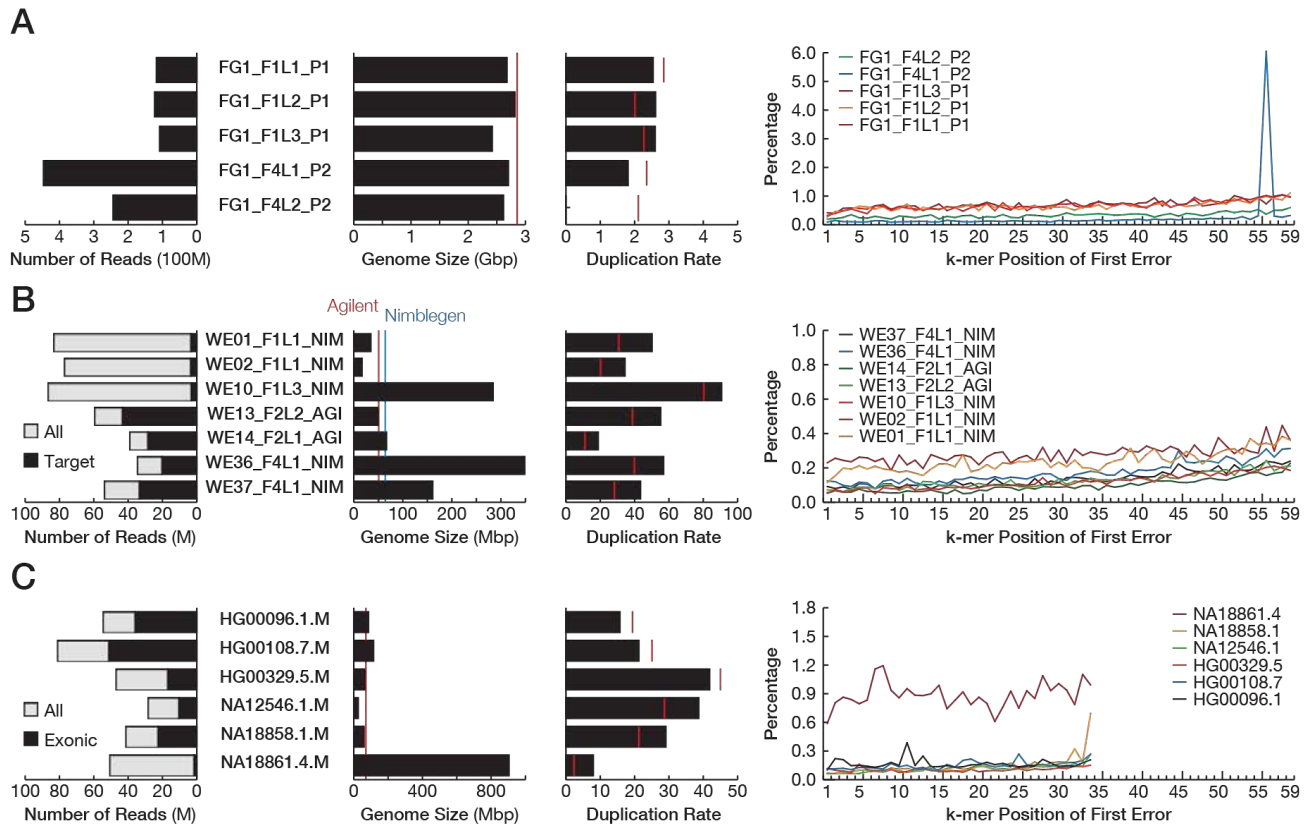 A
FG1_F1L1_P1
FG1_F1L2_P1
FG1_F1L3_P1
FG1_F4L1_P2
FG1_F4L2_P2
5 4 3 2 1 0
Number of Reads (100M)
0 1 2 3
Genome Size (Gbp)
0 1 2 3 4 5
Duplication Rate
Percentage
6.0
5.0
4.0
3.0
2.0
1.0
0.0
FG1_F4L2_P2
FG1_F4L1_P2
FG1_F1L3_P1
FG1_F1L2_P1
FG1_F1L1_P1
1 5 10 15 20 25 30 35 40 45 50 55 59
k-mer Position of First Error
B
Agilent
Nimblegen
WE01_F1L1_NIM
WE02_F1L1_NIM
WE10_F1L3_NIM
WE13_F2L2_AGI
WE14_F2L1_AGI
WE36_F4L1_NIM
WE37_F4L1_NIM
All
Target
100 80 60 40 20 0
Number of Reads (M)
0 100 200 300
Genome Size (Mbp)
0 20 40 60 80 100
Duplication Rate
Percentage
1.0
0.8
0.6
0.4
0.2
0.0
WE37_F4L1_NIM
WE36_F4L1_NIM
WE14_F2L1_AGI
WE13_F2L2_AGI
WE10_F1L3_NIM
WE02_F1L1_NIM
WE01_F1L1_NIM
1 5 10 15 20 25 30 35 40 45 50 55 59
k-mer Position of First Error
C
HG00096.1.M
HG00108.7.M
HG00329.5.M
NA12546.1.M
NA18858.1.M
NA18861.4.M
All
Exonic
100 80 60 40 20 0
Number of Reads (M)
0 400 800
Genome Size (Mbp)
0 10 20 30 40 50
Duplication Rate
Percentage
1.8
1.5
1.2
0.9
0.6
0.3
0.0
NA18861.4
NA18858.1
NA12546.1
HG00329.5
HG00108.7
HG00096.1
1 5 10 15 20 25 30 35 40 45 50 55 59
k-mer Position of First Error